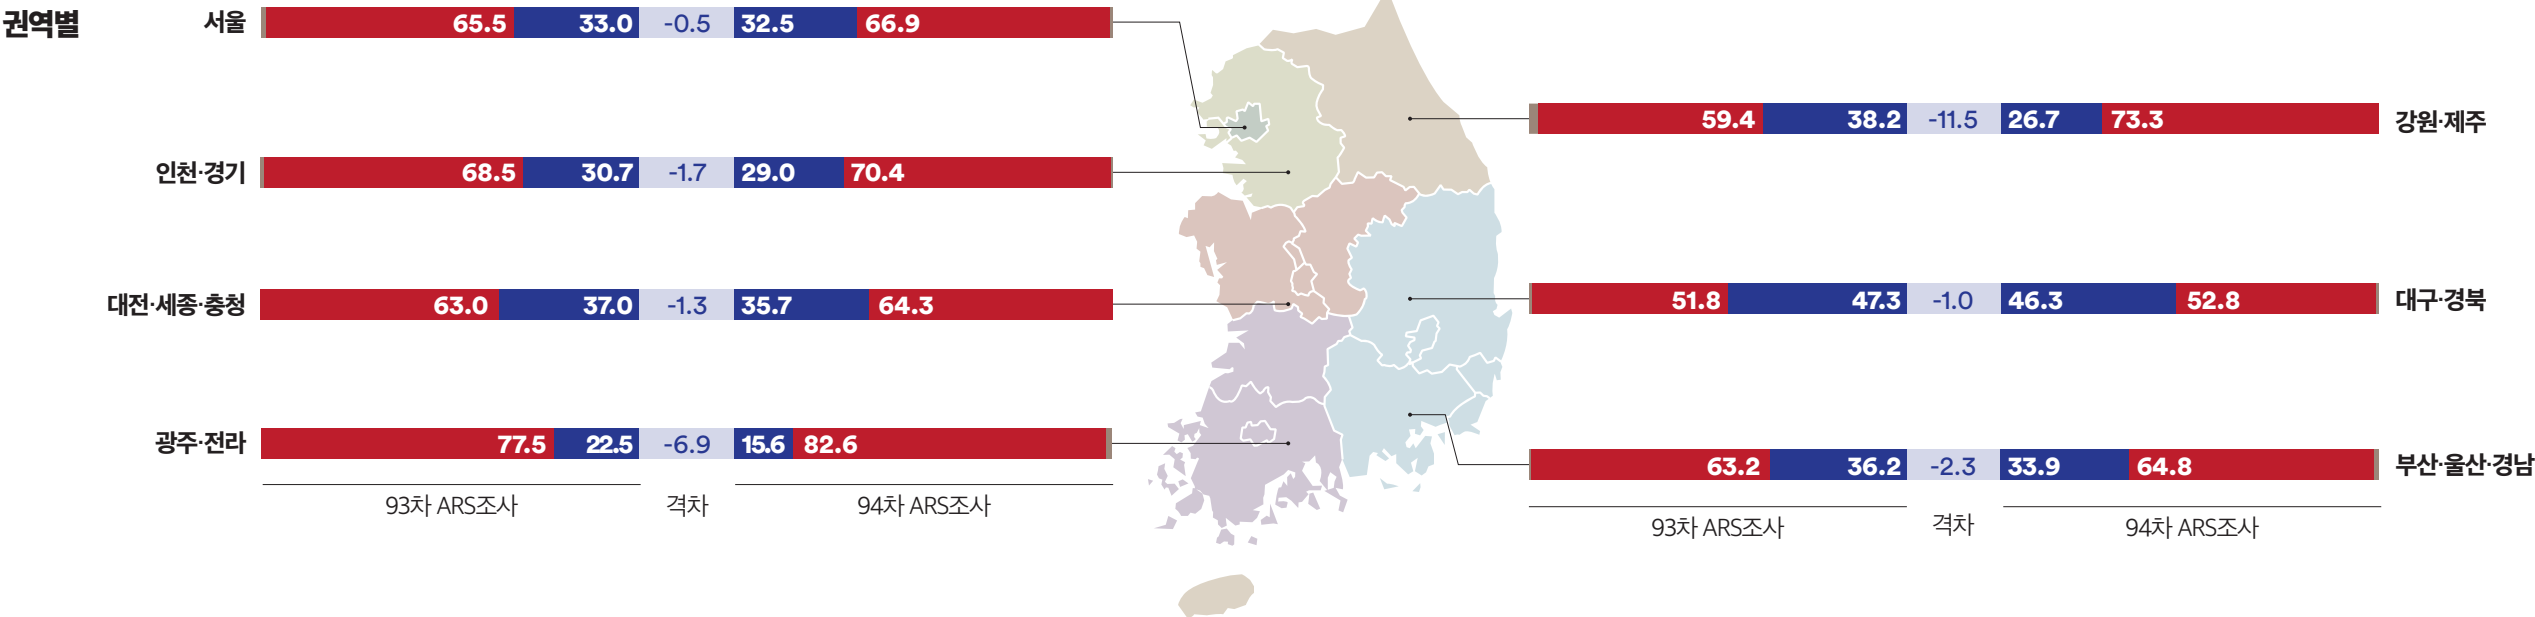 권역별
서울 65.5 33.0 -0.5 32.5 66.9
인천·경기 68.5 30.7 -1.7 29.0 70.4
대전·세종·충청 63.0 37.0 -1.3 35.7 64.3
광주·전라 77.5 22.5 -6.9 15.6 82.6
93차 ARS조사 격차 94차 ARS조사
59.4 38.2 -11.5 26.7 73.3 강원·제주
51.8 47.3 -1.0 46.3 52.8 대구·경북
63.2 36.2 -2.3 33.9 64.8 부산·울산·경남
93차 ARS조사 격차 94차 ARS조사